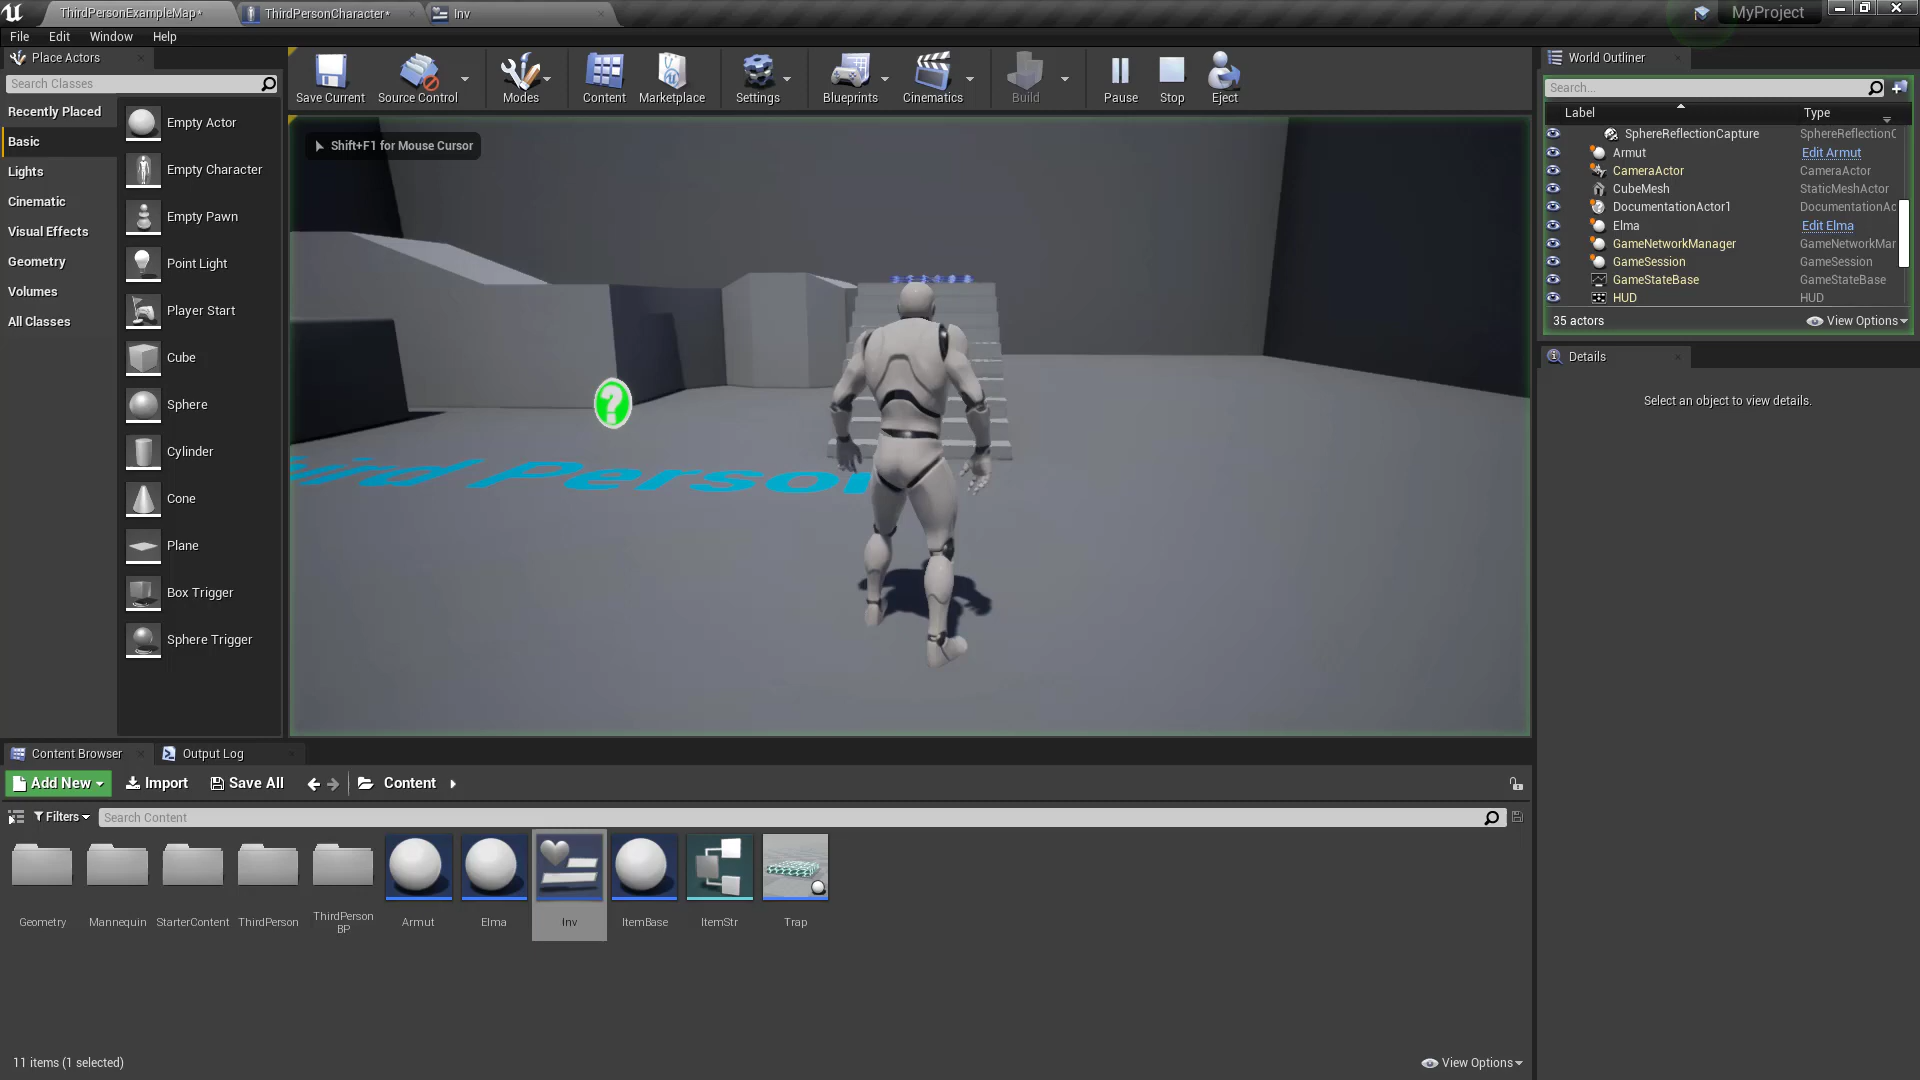 ThirdPersonExampleMap*
ThirdPersonCharacter*
Inv
MyProject
File Edit Window Help
Place Actors
Search Classes
Recently Placed
Basic
Lights
Cinematic
Visual Effects
Geometry
Volumes
All Classes
Empty Actor
Empty Character
Empty Pawn
Point Light
Player Start
Cube
Sphere
Cylinder
Cone
Plane
Box Trigger
Sphere Trigger
Save Current
Source Control
Modes
Content
Marketplace
Settings
Blueprints
Cinematics
Build
Pause
Stop
Eject
Shift+F1 for Mouse Cursor
?
World Outliner
Search...
Label Type
SphereReflectionCapture SphereReflectionC
Armut Edit Armut
CameraActor CameraActor
CubeMesh StaticMeshActor
DocumentationActor1 DocumentationAc
Elma Edit Elma
GameNetworkManager GameNetworkMar
GameSession GameSession
GameStateBase GameStateBase
HUD HUD
35 actors View Options
Details
Select an object to view details.
Content Browser
Output Log
Add New Import Save All Content
Filters Search Content
Geometry
Mannequin
StarterContent
ThirdPerson
ThirdPerson
BP
Armut
Elma
Inv
ItemBase
ItemStr
Trap
11 items (1 selected)
View Options